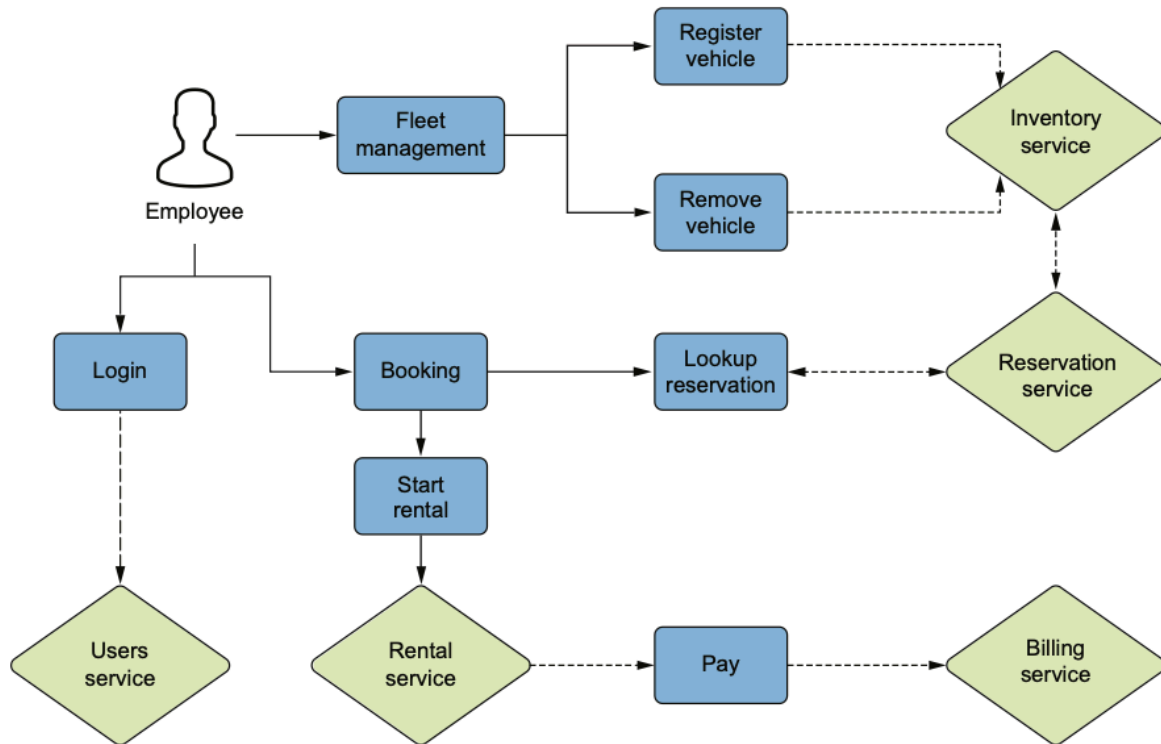 Register
vehicle
Fleet
management
Inventory
service
Remove
vehicle
Employee
Login
Booking
Lookup
reservation
Reservation
service
Start
rental
Users
service
Rental
service
Pay
Billing
service